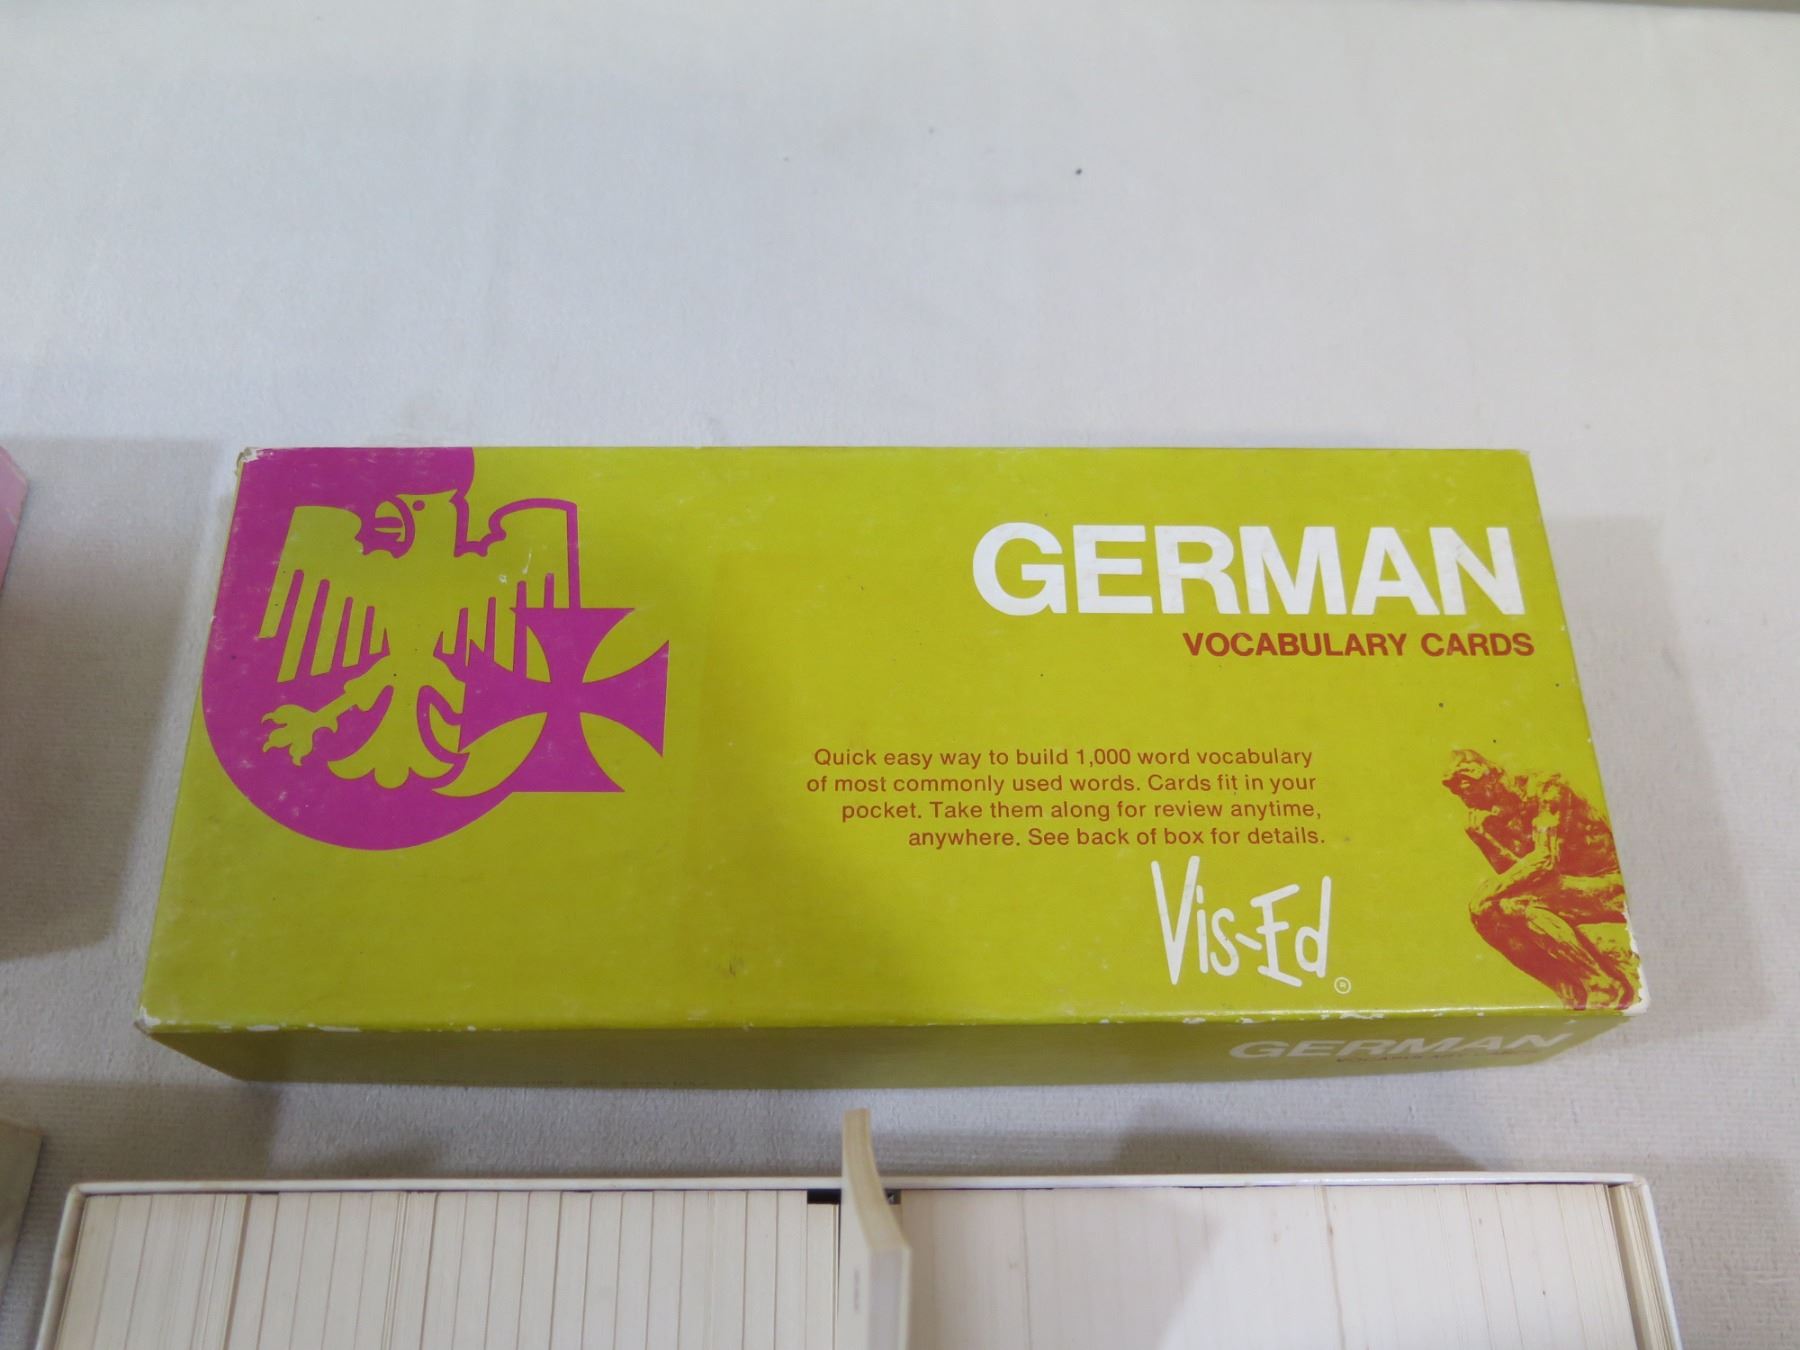 GERMAN
VOCABULARY CARDS
Quick easy way to build 1,000 word vocabulary
of most commonly used words. Cards fit in your
pocket. Take them along for review anytime,
anywhere. See back of box for details.
Vis-Ed®
GERMAN
VOCABULARY CARDS